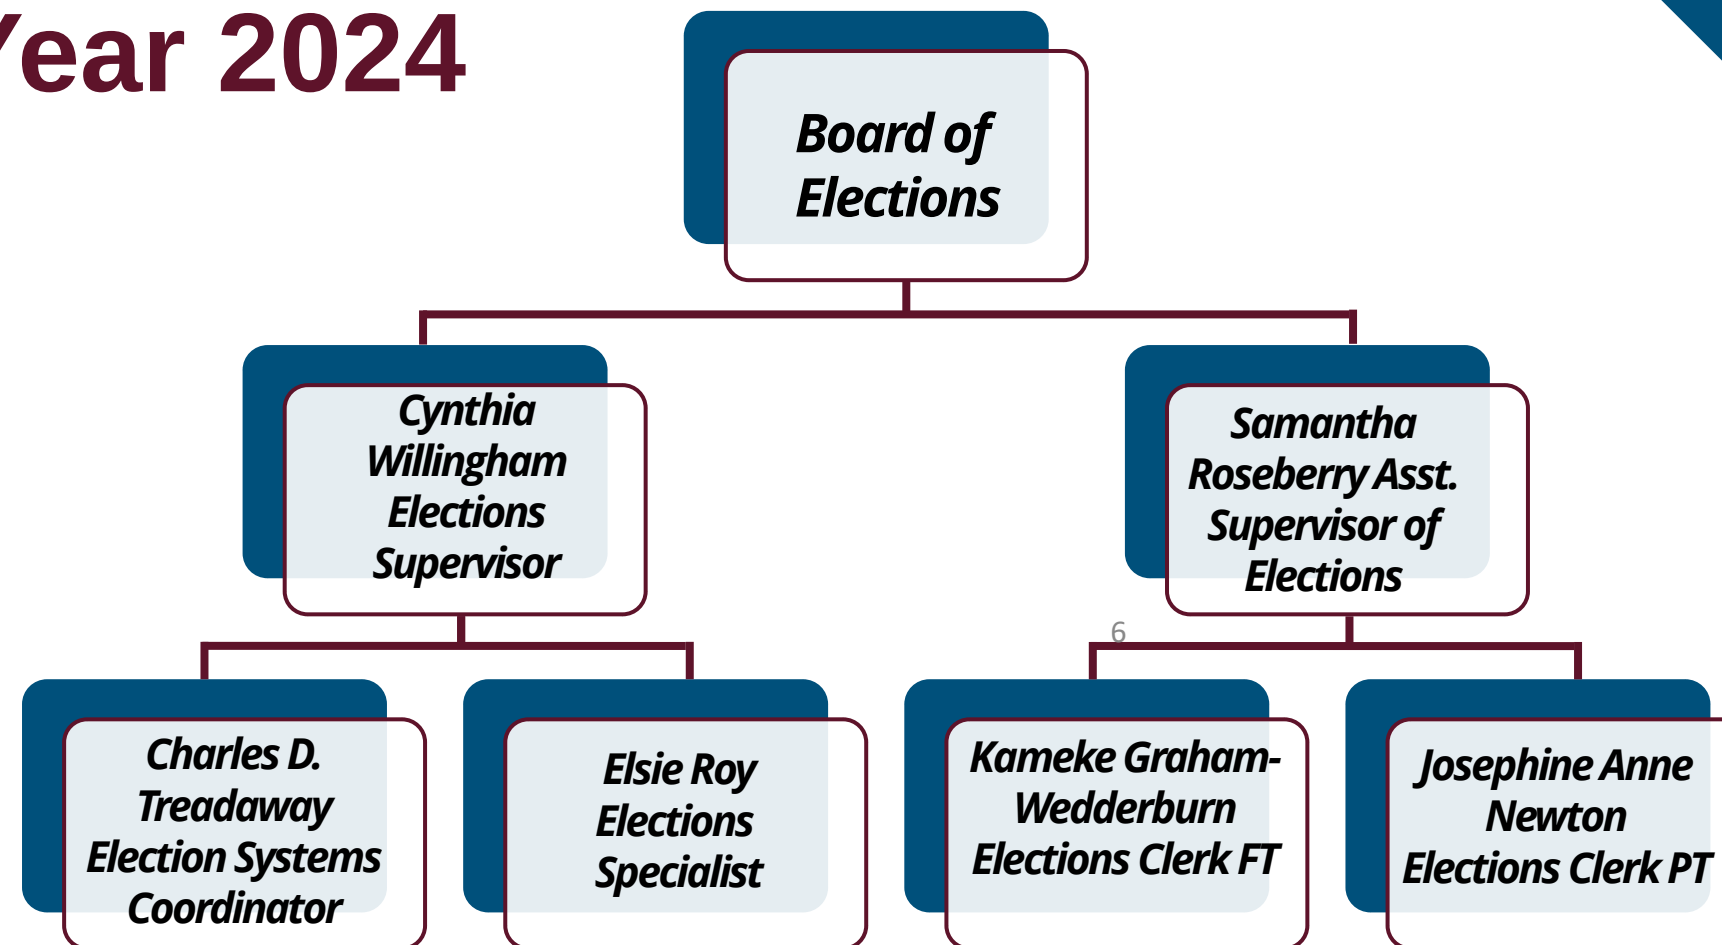 Year 2024
Board of
Elections
Cynthia
Willingham
Elections
Supervisor
Samantha
Roseberry Asst.
Supervisor of
Elections
6
Charles D.
Treadaway
Election Systems
Coordinator
Elsie Roy
Elections
Specialist
Kameke Graham-
Wedderburn
Elections Clerk FT
Josephine Anne
Newton
Elections Clerk PT